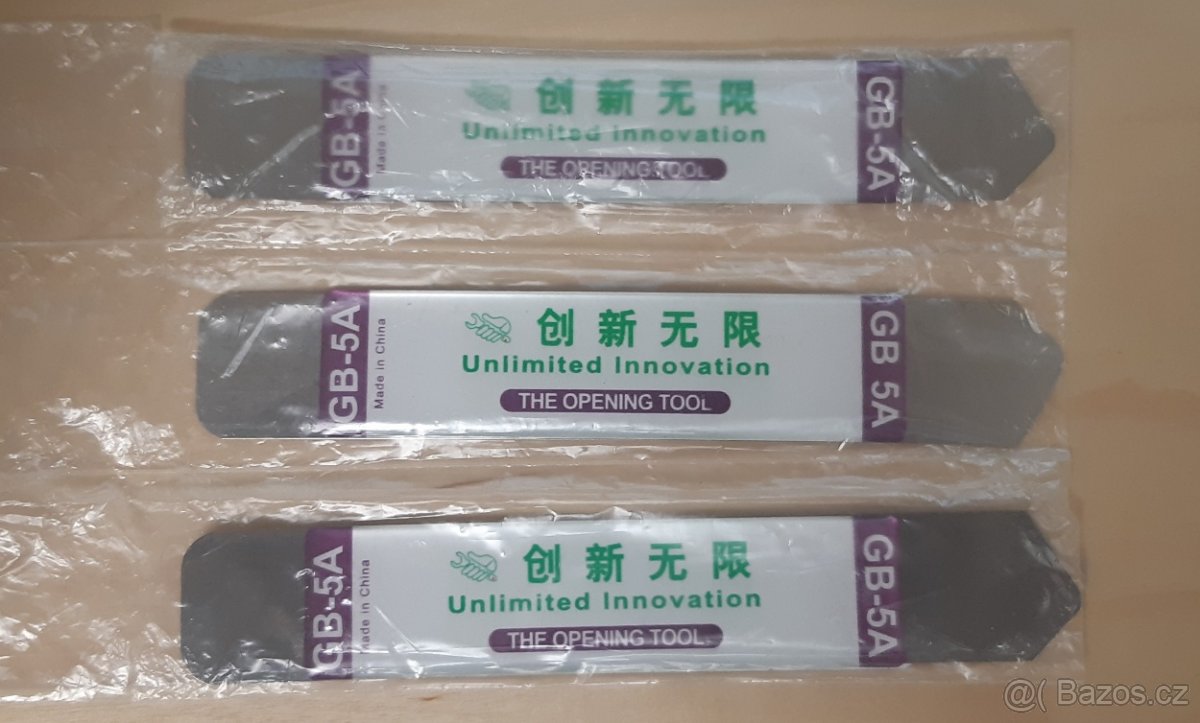 GB-5A
Made in China
创新无限
Unlimited Innovation
THE OPENING TOOL
GB-5A
GB-5A
Made in China
创新无限
Unlimited Innovation
THE OPENING TOOL
GB 5A
GB-5A
Made in China
创新无限
Unlimited Innovation
THE OPENING TOOL
GB-5A
@( Bazos.cz